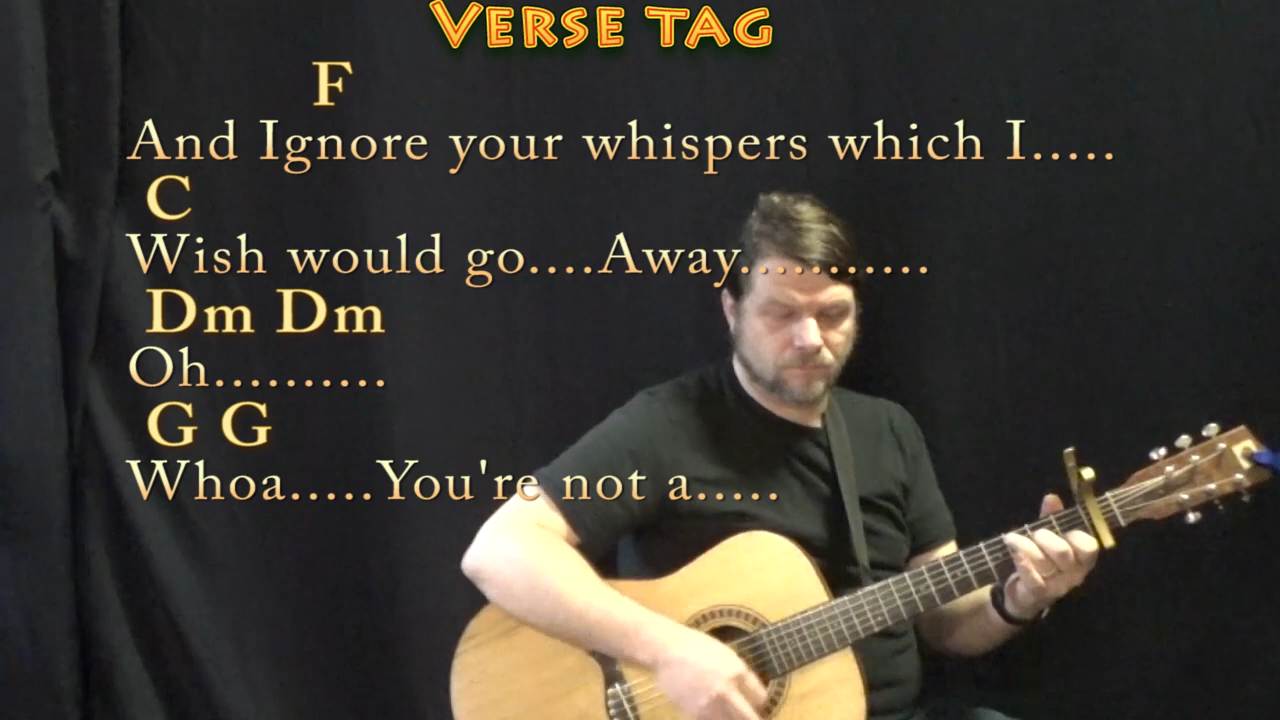 VERSE TAG
F
And Ignore your whispers which I.....
C
Wish would go....Away...........
Dm Dm
Oh..........
G G
Whoa.....You're not a.....